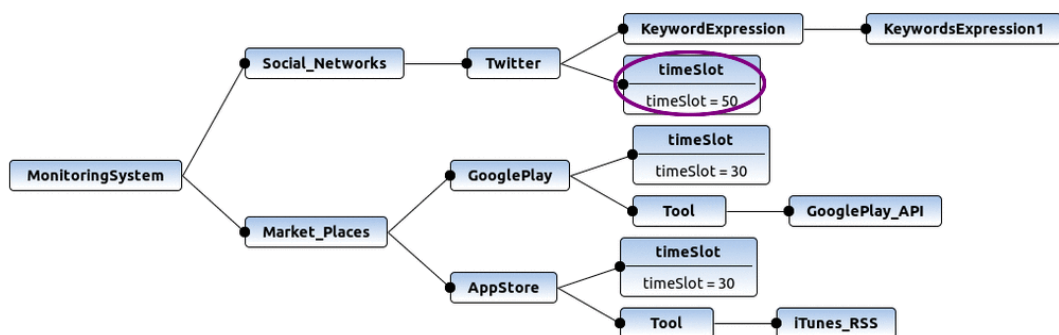 KeywordExpression
KeywordsExpression1
Social_Networks
Twitter
timeSlot
timeSlot = 50
timeSlot
timeSlot = 30
MonitoringSystem
GooglePlay
Tool
GooglePlay_API
Market_Places
timeSlot
timeSlot = 30
AppStore
Tool
iTunes_RSS